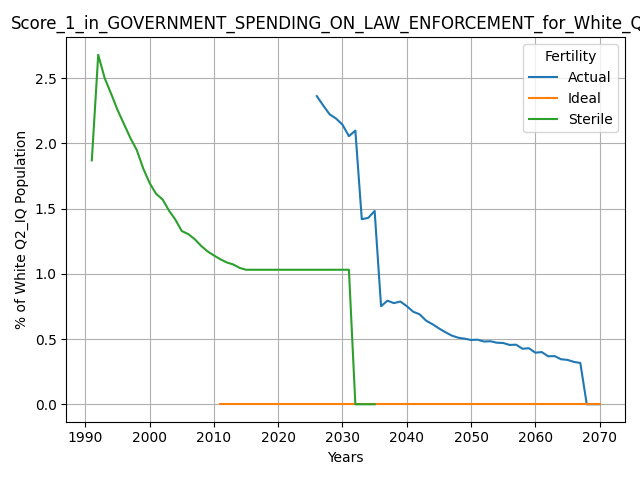 Score_1_in_GOVERNMENT_SPENDING_ON_LAW_ENFORCEMENT_for_White_Q
Fertility
Actual
Ideal
Sterile
% of White Q2_IQ Population
2.5
2.0
1.5
1.0
0.5
0.0
1990 2000 2010 2020 2030 2040 2050 2060 2070
Years